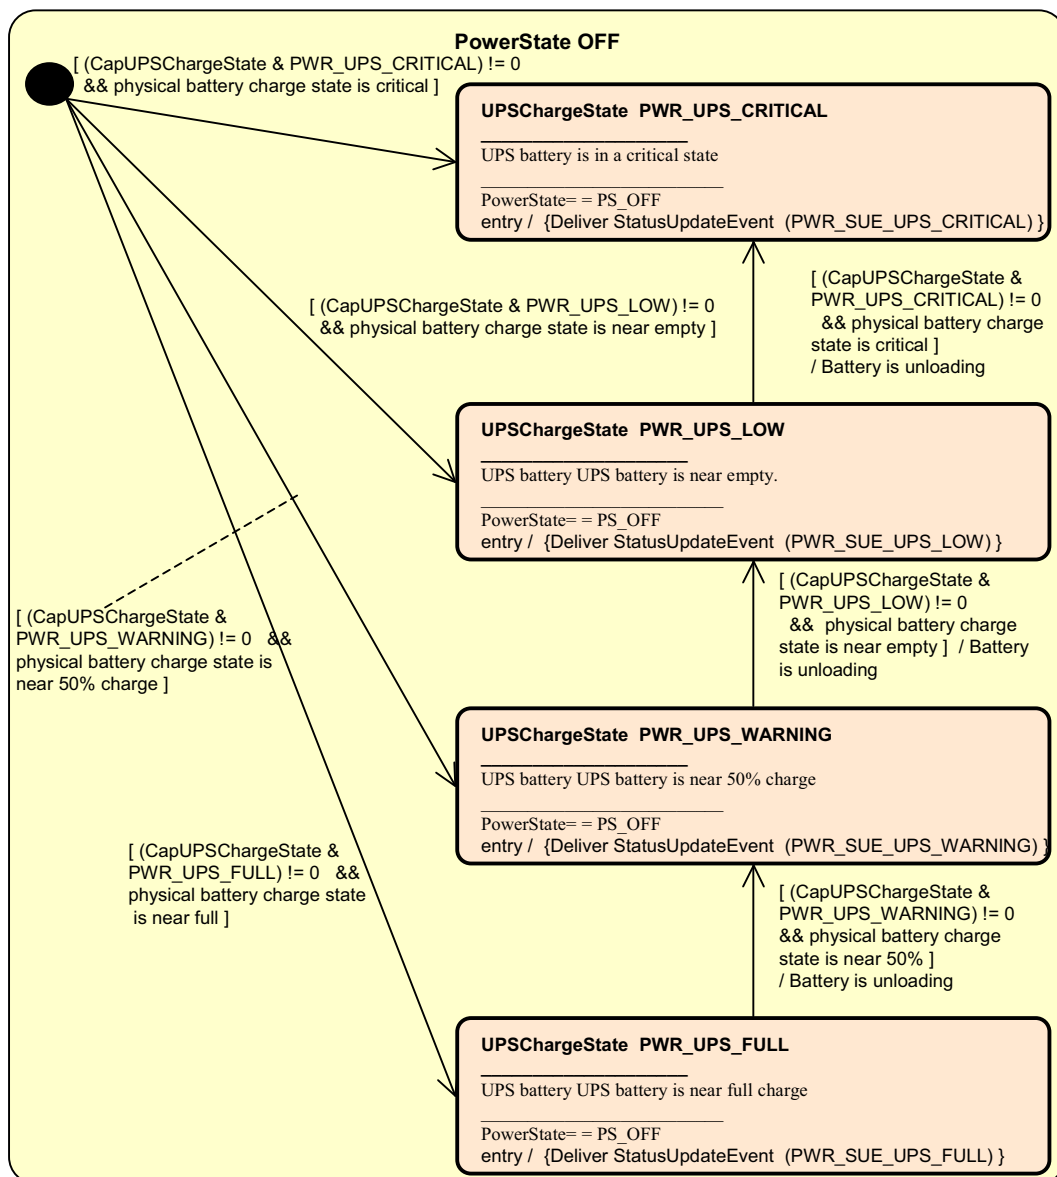 PowerState OFF
[ (CapUPSChargeState & PWR_UPS_CRITICAL) != 0
&& physical battery charge state is critical ]
UPSChargeState PWR_UPS_CRITICAL
UPS battery is in a critical state
PowerState= = PS_OFF
entry / {Deliver StatusUpdateEvent (PWR_SUE_UPS_CRITICAL) }
[ (CapUPSChargeState & PWR_UPS_LOW) != 0
&& physical battery charge state is near empty ]
[ (CapUPSChargeState &
PWR_UPS_CRITICAL) != 0
&& physical battery charge
state is critical ]
/ Battery is unloading
UPSChargeState PWR_UPS_LOW
UPS battery UPS battery is near empty.
PowerState= = PS_OFF
entry / {Deliver StatusUpdateEvent (PWR_SUE_UPS_LOW) }
[ (CapUPSChargeState &
PWR_UPS_WARNING) != 0 &&
physical battery charge state is
near 50% charge ]
[ (CapUPSChargeState &
PWR_UPS_LOW) != 0
&& physical battery charge
state is near empty ] / Battery
is unloading
UPSChargeState PWR_UPS_WARNING
UPS battery UPS battery is near 50% charge
PowerState= = PS_OFF
entry / {Deliver StatusUpdateEvent (PWR_SUE_UPS_WARNING) }
[ (CapUPSChargeState &
PWR_UPS_FULL) != 0 &&
physical battery charge state
is near full ]
[ (CapUPSChargeState &
PWR_UPS_WARNING) != 0
&& physical battery charge
state is near 50% ]
/ Battery is unloading
UPSChargeState PWR_UPS_FULL
UPS battery UPS battery is near full charge
PowerState= = PS_OFF
entry / {Deliver StatusUpdateEvent (PWR_SUE_UPS_FULL) }